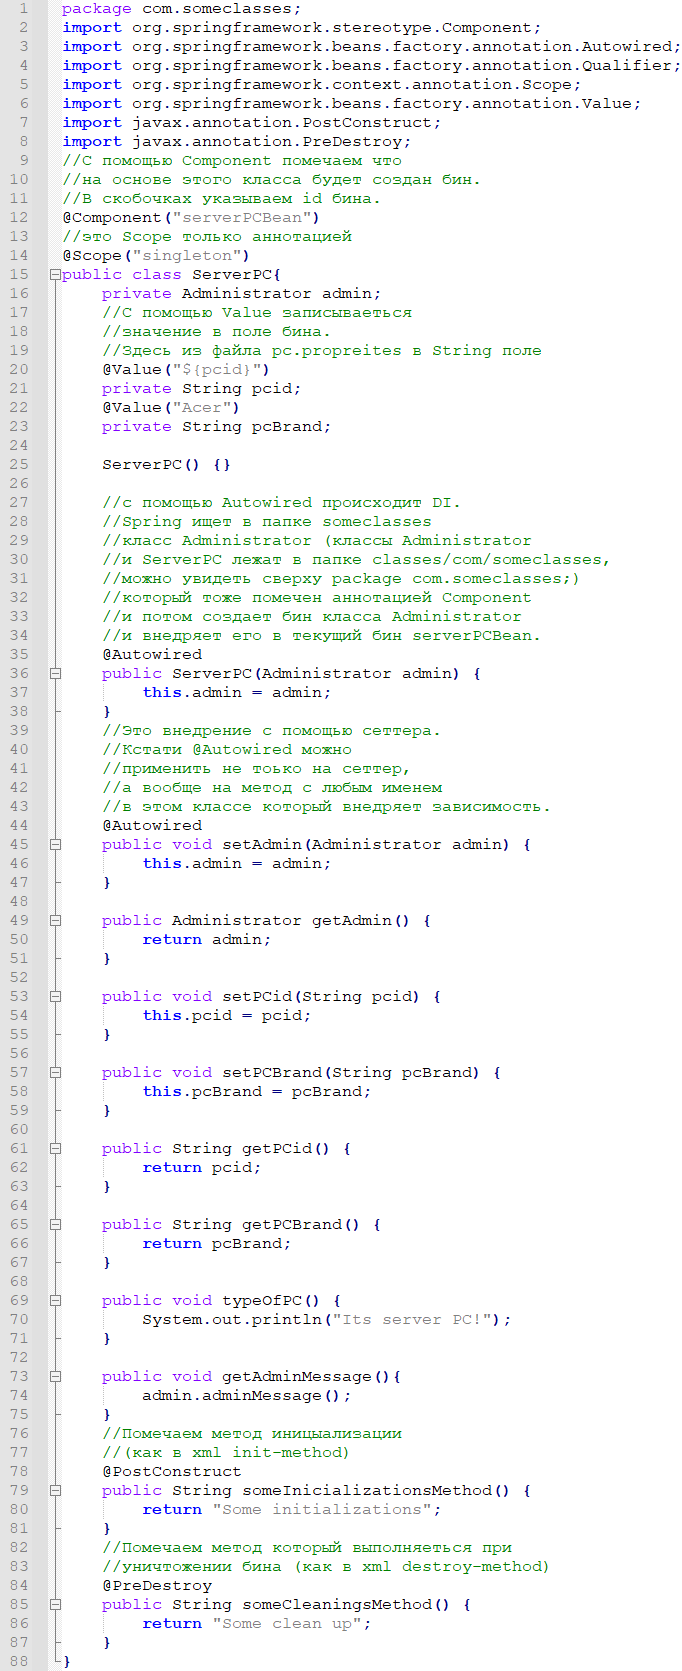 1 package com.someclasses;
2 import org.springframework.stereotype.Component;
3 import org.springframework.beans.factory.annotation.Autowired;
4 import org.springframework.beans.factory.annotation.Qualifier;
5 import org.springframework.context.annotation.Scope;
6 import org.springframework.beans.factory.annotation.Value;
7 import javax.annotation.PostConstruct;
8 import javax.annotation.PreDestroy;
9 //С помощью Component помечаем что
10 //на основе этого класса будет создан бин.
11 //В скобочках указываем id бина.
12 @Component("serverPCBean")
13 //это Scope только аннотацией
14 @Scope("singleton")
15 public class ServerPC{
16 private Administrator admin;
17 //С помощью Value записываеться
18 //значение в поле бина.
19 //Здесь из файла pc.propreites в String поле
20 @Value("${pcid}")
21 private String pcid;
22 @Value("Acer")
23 private String pcBrand;
24
25 ServerPC() {}
26
27 //с помощью Autowired происходит DI.
28 //Spring ищет в папке someclasses
29 //класс Administrator (классы Administrator
30 //и ServerPC лежат в папке classes/com/someclasses,
31 //можно увидеть сверху package com.someclasses;)
32 //который тоже помечен аннотацией Component
33 //и потом создает бин класса Administrator
34 //и внедряет его в текущий бин serverPCBean.
35 @Autowired
36 public ServerPC(Administrator admin) {
37 this.admin = admin;
38 }
39 //Это внедрение с помощью сеттера.
40 //Кстати @Autowired можно
41 //применить не тоько на сеттер,
42 //а вообще на метод с любым именем
43 //в этом классе который внедряет зависимость.
44 @Autowired
45 public void setAdmin(Administrator admin) {
46 this.admin = admin;
47 }
48
49 public Administrator getAdmin() {
50 return admin;
51 }
52
53 public void setPCid(String pcid) {
54 this.pcid = pcid;
55 }
56
57 public void setPCBrand(String pcBrand) {
58 this.pcBrand = pcBrand;
59 }
60
61 public String getPCid() {
62 return pcid;
63 }
64
65 public String getPCBrand() {
66 return pcBrand;
67 }
68
69 public void typeOfPC() {
70 System.out.println("Its server PC!");
71 }
72
73 public void getAdminMessage(){
74 admin.adminMessage();
75 }
76 //Помечаем метод иницыализации
77 //(как в xml init-method)
78 @PostConstruct
79 public String someInicializationsMethod() {
80 return "Some initializations";
81 }
82 //Помечаем метод который выполняеться при
83 //уничтожении бина (как в xml destroy-method)
84 @PreDestroy
85 public String someCleaningsMethod() {
86 return "Some clean up";
87 }
88 }